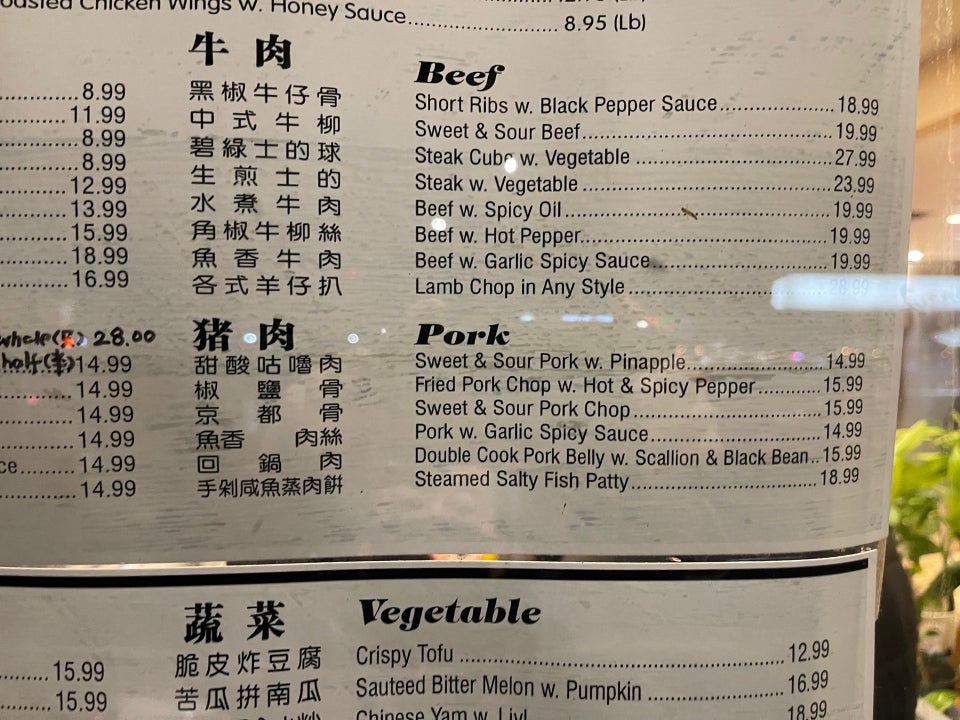 Chicken Wings w. Honey Sauce.............................. 8.95 (Lb)
牛肉 Beef
8.99
11.99
8.99
8.99
12.99
13.99
15.99
18.99
16.99
黑椒牛仔骨 Short Ribs w. Black Pepper Sauce 18.99
中式牛柳 Sweet & Sour Beef 19.99
碧綠士的球 Steak Cube w. Vegetable 27.99
生煎士的 Steak w. Vegetable 23.99
水煮牛肉 Beef w. Spicy Oil 19.99
角椒牛柳絲 Beef w. Hot Pepper 19.99
魚香牛肉 Beef w. Garlic Spicy Sauce 19.99
各式羊仔扒 Lamb Chop in Any Style 28.99
whole 28.00
half 14.99
14.99
14.99
14.99
14.99
14.99
猪肉 Pork
甜酸咕嚕肉 Sweet & Sour Pork w. Pinapple 14.99
椒鹽骨 Fried Pork Chop w. Hot & Spicy Pepper 15.99
京都骨 Sweet & Sour Pork Chop 15.99
魚香肉絲 Pork w. Garlic Spicy Sauce 14.99
回鍋肉 Double Cook Pork Belly w. Scallion & Black Bean 15.99
手剁咸魚蒸肉餅 Steamed Salty Fish Patty 18.99
蔬菜 Vegetable
15.99
15.99
脆皮炸豆腐 Crispy Tofu 12.99
苦瓜拚南瓜 Sauteed Bitter Melon w. Pumpkin 16.99
Chinese Yam w. 18.99